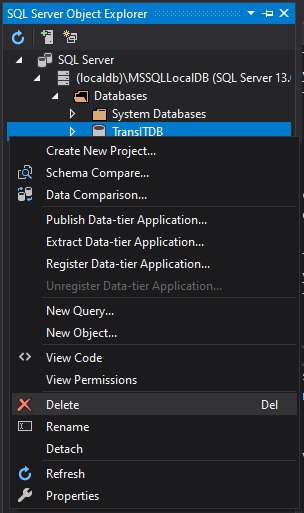 SQL Server Object Explorer
SQL Server
(localdb)\MSSQLLocalDB (SQL Server 13.
Databases
System Databases
TransITDB
Create New Project...
Schema Compare...
Data Comparison...
Publish Data-tier Application...
Extract Data-tier Application...
Register Data-tier Application...
Unregister Data-tier Application...
New Query...
New Object...
View Code
View Permissions
Delete Del
Rename
Detach
Refresh
Properties